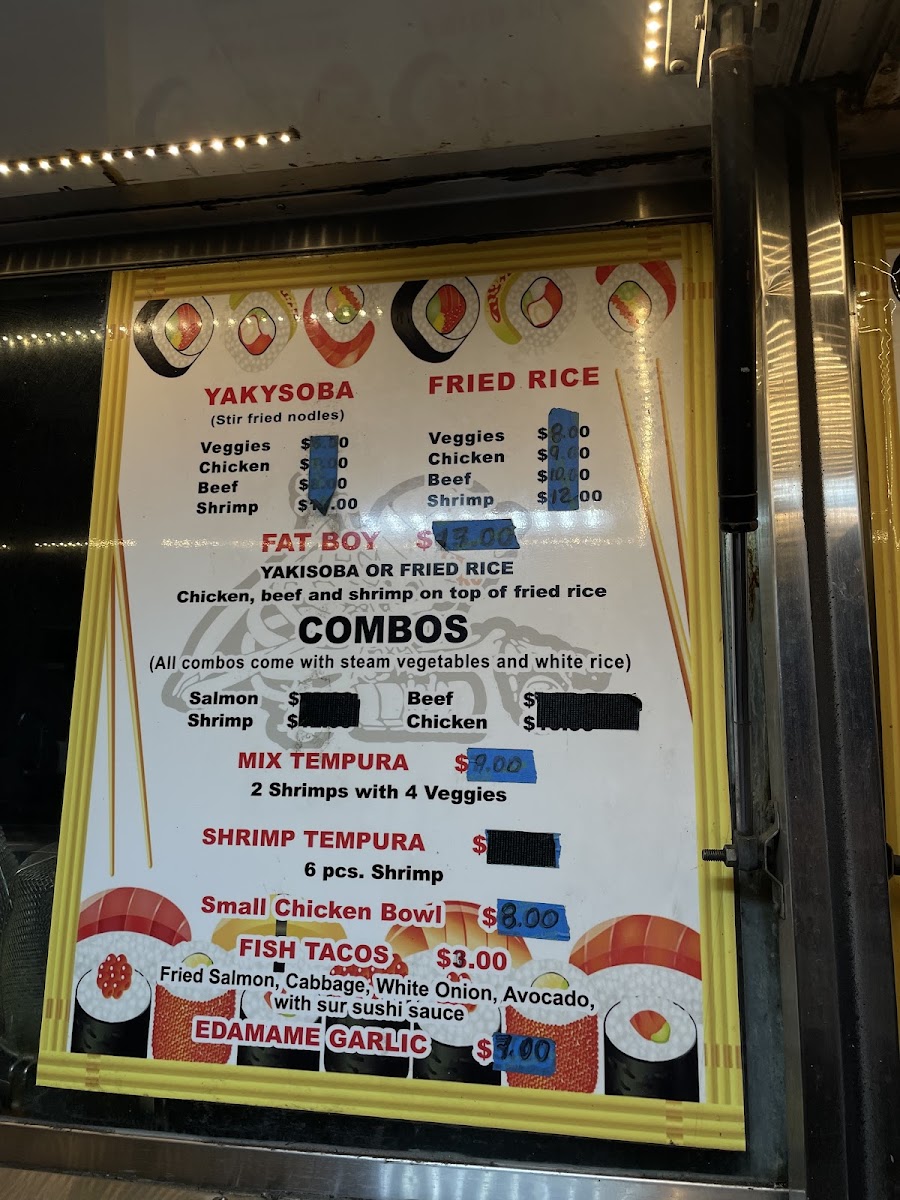 YAKYSOBA
(Stir fried nodles)
Veggies $
Chicken $
Beef $
Shrimp $
FRIED RICE
Veggies $8.00
Chicken $9.00
Beef $10.00
Shrimp $12.00
FAT BOY $17.00
YAKISOBA OR FRIED RICE
Chicken, beef and shrimp on top of fried rice
COMBOS
(All combos come with steam vegetables and white rice)
Salmon $ Beef $
Shrimp $ Chicken $
MIX TEMPURA $9.00
2 Shrimps with 4 Veggies
SHRIMP TEMPURA $
6 pcs. Shrimp
Small Chicken Bowl $8.00
FISH TACOS $3.00
Fried Salmon, Cabbage, White Onion, Avocado,
with sur sushi sauce
EDAMAME GARLIC $7.00